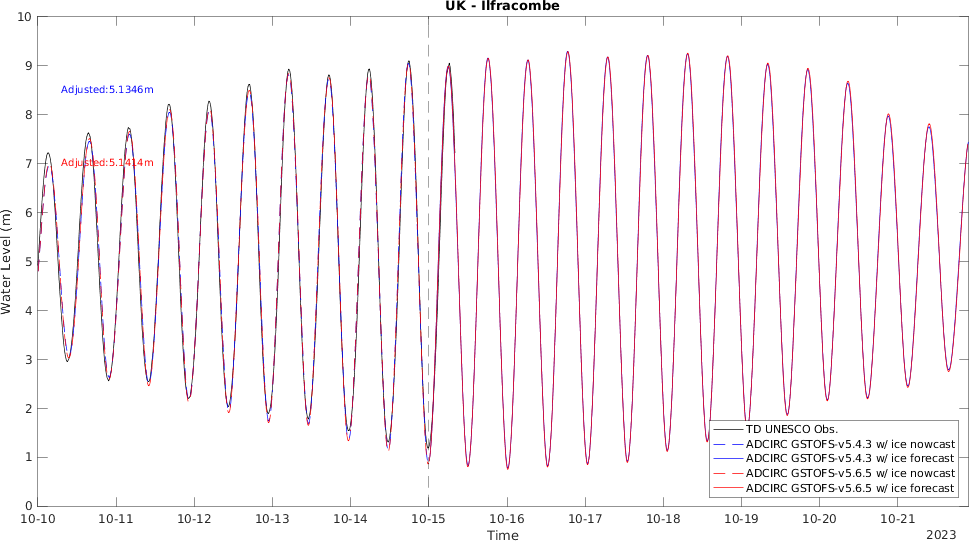 UK - Ilfracombe
10
9
8
7
6
5
4
3
2
1
0
Water Level (m)
Adjusted:5.1346m
Adjusted:5.1414m
TD UNESCO Obs.
ADCIRC GSTOFS-v5.4.3 w/ ice nowcast
ADCIRC GSTOFS-v5.4.3 w/ ice forecast
ADCIRC GSTOFS-v5.6.5 w/ ice nowcast
ADCIRC GSTOFS-v5.6.5 w/ ice forecast
10-10 10-11 10-12 10-13 10-14 10-15 10-16 10-17 10-18 10-19 10-20 10-21
Time
2023